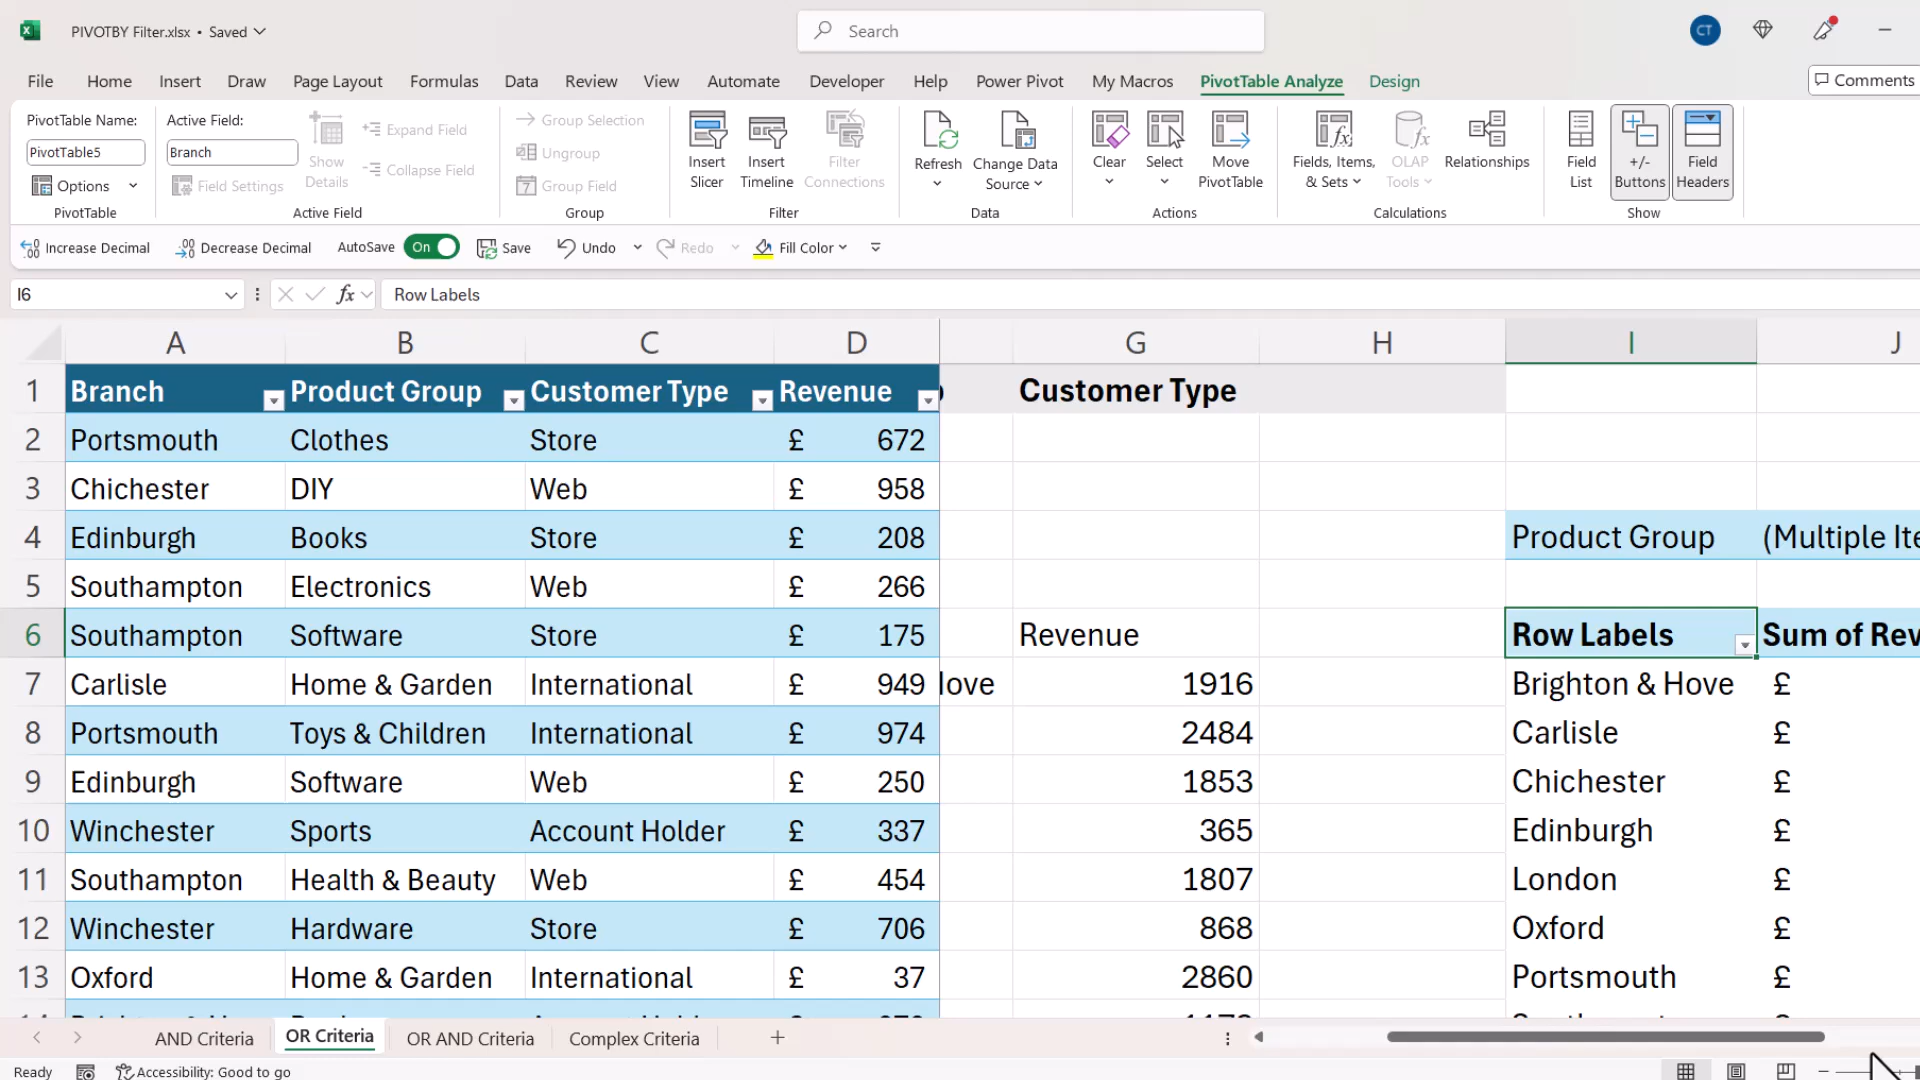 PIVOTBY Filter.xlsx • Saved
Search
CT
File Home Insert Draw Page Layout Formulas Data Review View Automate Developer Help Power Pivot My Macros PivotTable Analyze Design Comments
PivotTable Name:
PivotTable5
Options
PivotTable
Active Field:
Branch
Field Settings
Show Details
Expand Field
Collapse Field
Active Field
Group Selection
Ungroup
Group Field
Group
Insert Slicer
Insert Timeline
Filter Connections
Filter
Refresh
Change Data Source
Data
Clear
Select
Move PivotTable
Actions
Fields, Items, & Sets
OLAP Tools
Relationships
Calculations
Field List
+/- Buttons
Field Headers
Show
Increase Decimal Decrease Decimal AutoSave On Save Undo Redo Fill Color
I6 fx Row Labels
A B C D G H I J
1 Branch Product Group Customer Type Revenue Customer Type
2 Portsmouth Clothes Store £ 672
3 Chichester DIY Web £ 958
4 Edinburgh Books Store £ 208 Product Group (Multiple Ite
5 Southampton Electronics Web £ 266
6 Southampton Software Store £ 175 Revenue Row Labels Sum of Rev
7 Carlisle Home & Garden International £ 949 Hove 1916 Brighton & Hove £
8 Portsmouth Toys & Children International £ 974 2484 Carlisle £
9 Edinburgh Software Web £ 250 1853 Chichester £
10 Winchester Sports Account Holder £ 337 365 Edinburgh £
11 Southampton Health & Beauty Web £ 454 1807 London £
12 Winchester Hardware Store £ 706 868 Oxford £
13 Oxford Home & Garden International £ 37 2860 Portsmouth £
AND Criteria OR Criteria OR AND Criteria Complex Criteria
Ready Accessibility: Good to go